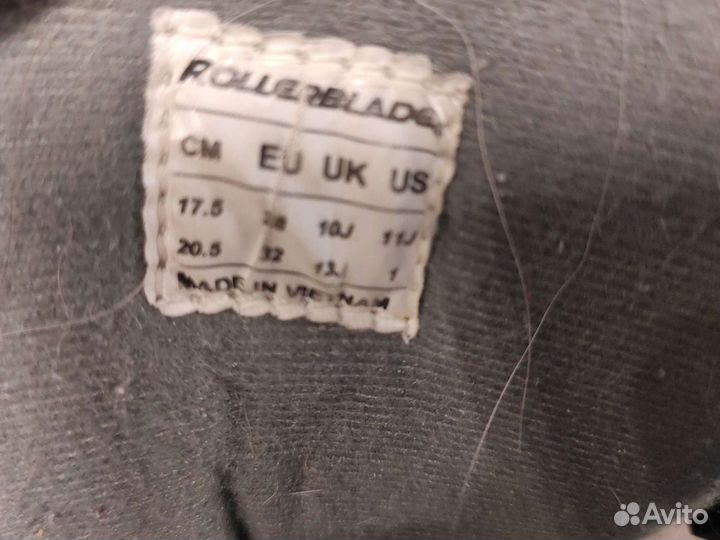 ROLLERBLADE
CM EU UK US
17.5 28 10J 11J
20.5 32 13J 1
MADE IN VIETNAM
Avito